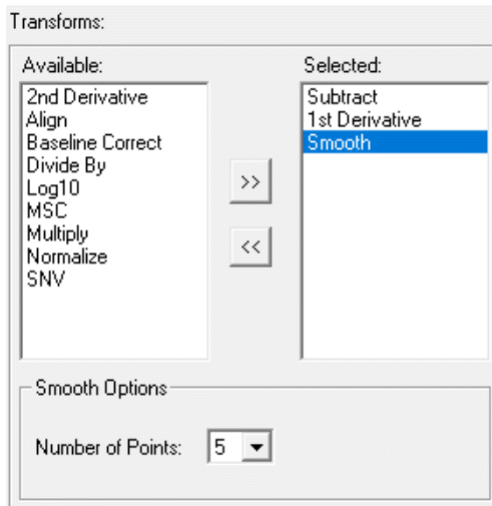 Transforms:
Available:
2nd Derivative
Align
Baseline Correct
Divide By
Log10
MSC
Multiply
Normalize
SNV
>>
<<
Selected:
Subtract
1st Derivative
Smooth
Smooth Options
Number of Points: 5